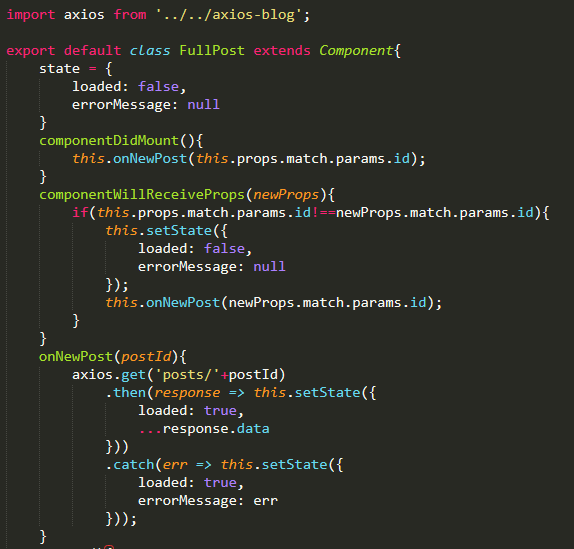 import axios from '../../axios-blog';
export default class FullPost extends Component{
state = {
loaded: false,
errorMessage: null
}
componentDidMount(){
this.onNewPost(this.props.match.params.id);
}
componentWillReceiveProps(newProps){
if(this.props.match.params.id!==newProps.match.params.id){
this.setState({
loaded: false,
errorMessage: null
});
this.onNewPost(newProps.match.params.id);
}
}
onNewPost(postId){
axios.get('posts/'+postId)
.then(response => this.setState({
loaded: true,
...response.data
}))
.catch(err => this.setState({
loaded: true,
errorMessage: err
}));
}